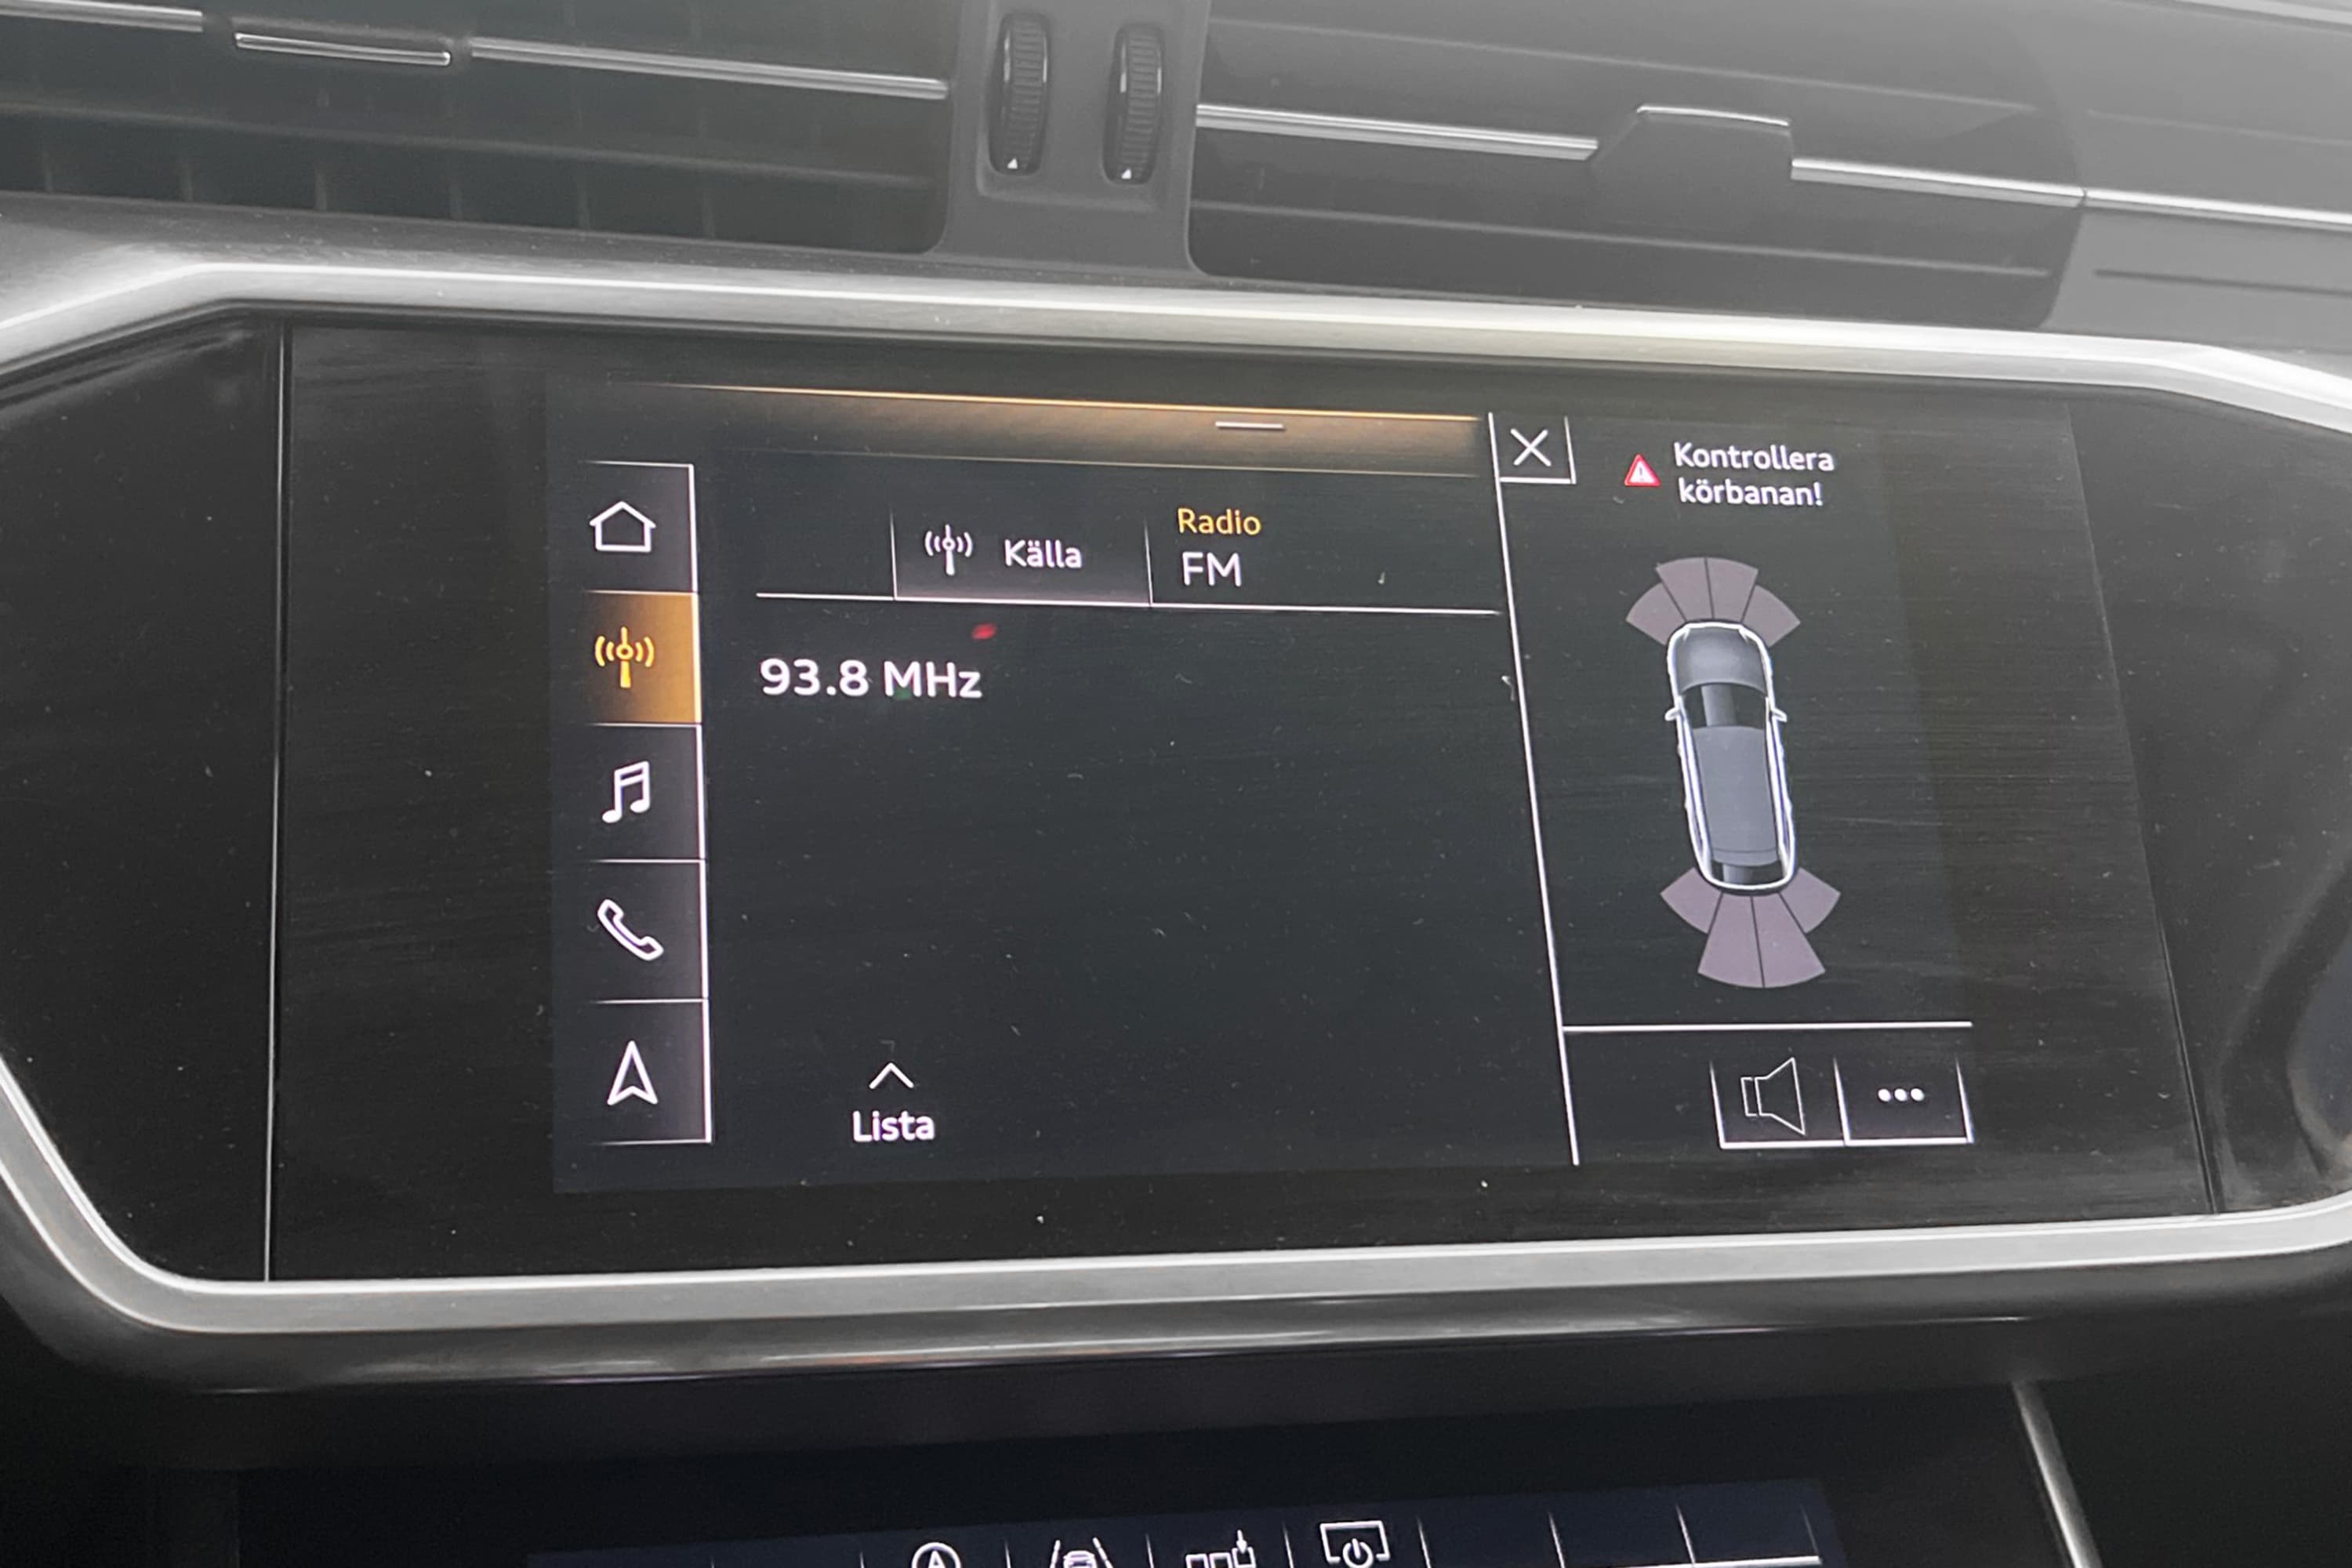 Källa
Radio
FM
93.8 MHz
Lista
Kontrollera
körbanan!